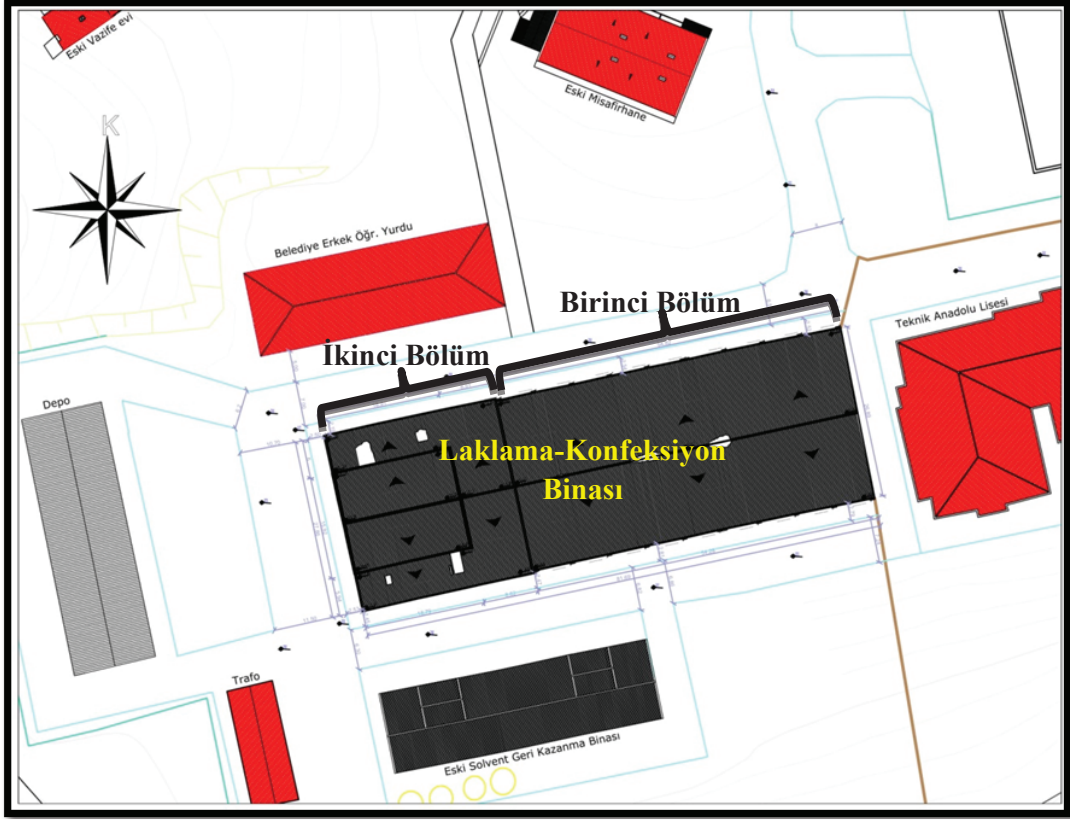 Eski Vazife evi
Eski Misafirhane
K
Belediye Erkek Öğr. Yurdu
Birinci Bölüm
Teknik Anadolu Lisesi
İkinci Bölüm
Depo
Laklama-Konfeksiyon
Binası
Trafo
Eski Solvent Geri Kazanma Binası